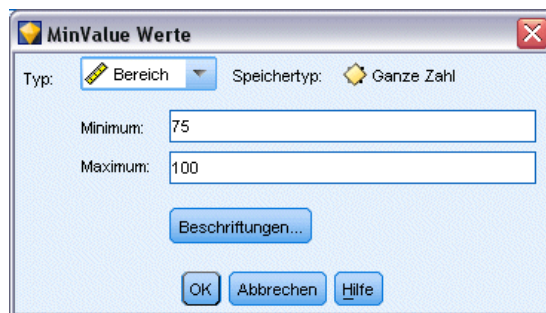 MinValue Werte
Typ: Bereich Speichertyp: Ganze Zahl
Minimum: 75
Maximum: 100
Beschriftungen...
OK Abbrechen Hilfe